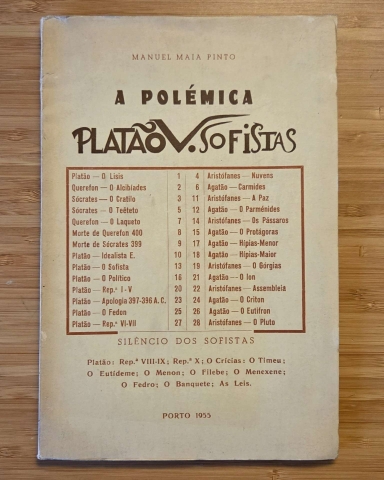 MANUEL MAIA PINTO
A POLÉMICA
PLATÃO V. SOFISTAS
Platão — O Lisis 1 4 Aristófanes — Nuvens
Querefon — O Alcibiades 2 6 Agatão — Carmides
Sócrates — O Cratilo 3 11 Aristófanes — A Paz
Sócrates — O Teéteto 5 12 Agatão — O Parménides
Querefon — O Laqueto 7 14 Aristófanes — Os Pássaros
Morte de Querefon 400 8 15 Agatão — O Protágoras
Morte de Sócrates 399 9 17 Agatão — Hípias-Menor
Platão — Idealista E. 10 18 Agatão — Hípias-Maior
Platão — O Sofista 13 19 Aristófanes — O Górgias
Platão — O Politico 16 21 Agatão — O Ion
Platão — Rep.ª I-V 20 22 Aristófanes — Assembleia
Platão — Apologia 397-396 A. C. 23 24 Agatão — O Criton
Platão — O Fedon 25 26 Agatão — O Eutifron
Platão — Rep.ª VI-VII 27 28 Aristófanes — O Pluto
SILÊNCIO DOS SOFISTAS
Platão: Rep.ª VIII-IX; Rep.ª X; O Crícias; O Timeu;
O Eutídeme; O Menon; O Filebe; O Menexene;
O Fedro; O Banquete; As Leis.
PORTO 1955